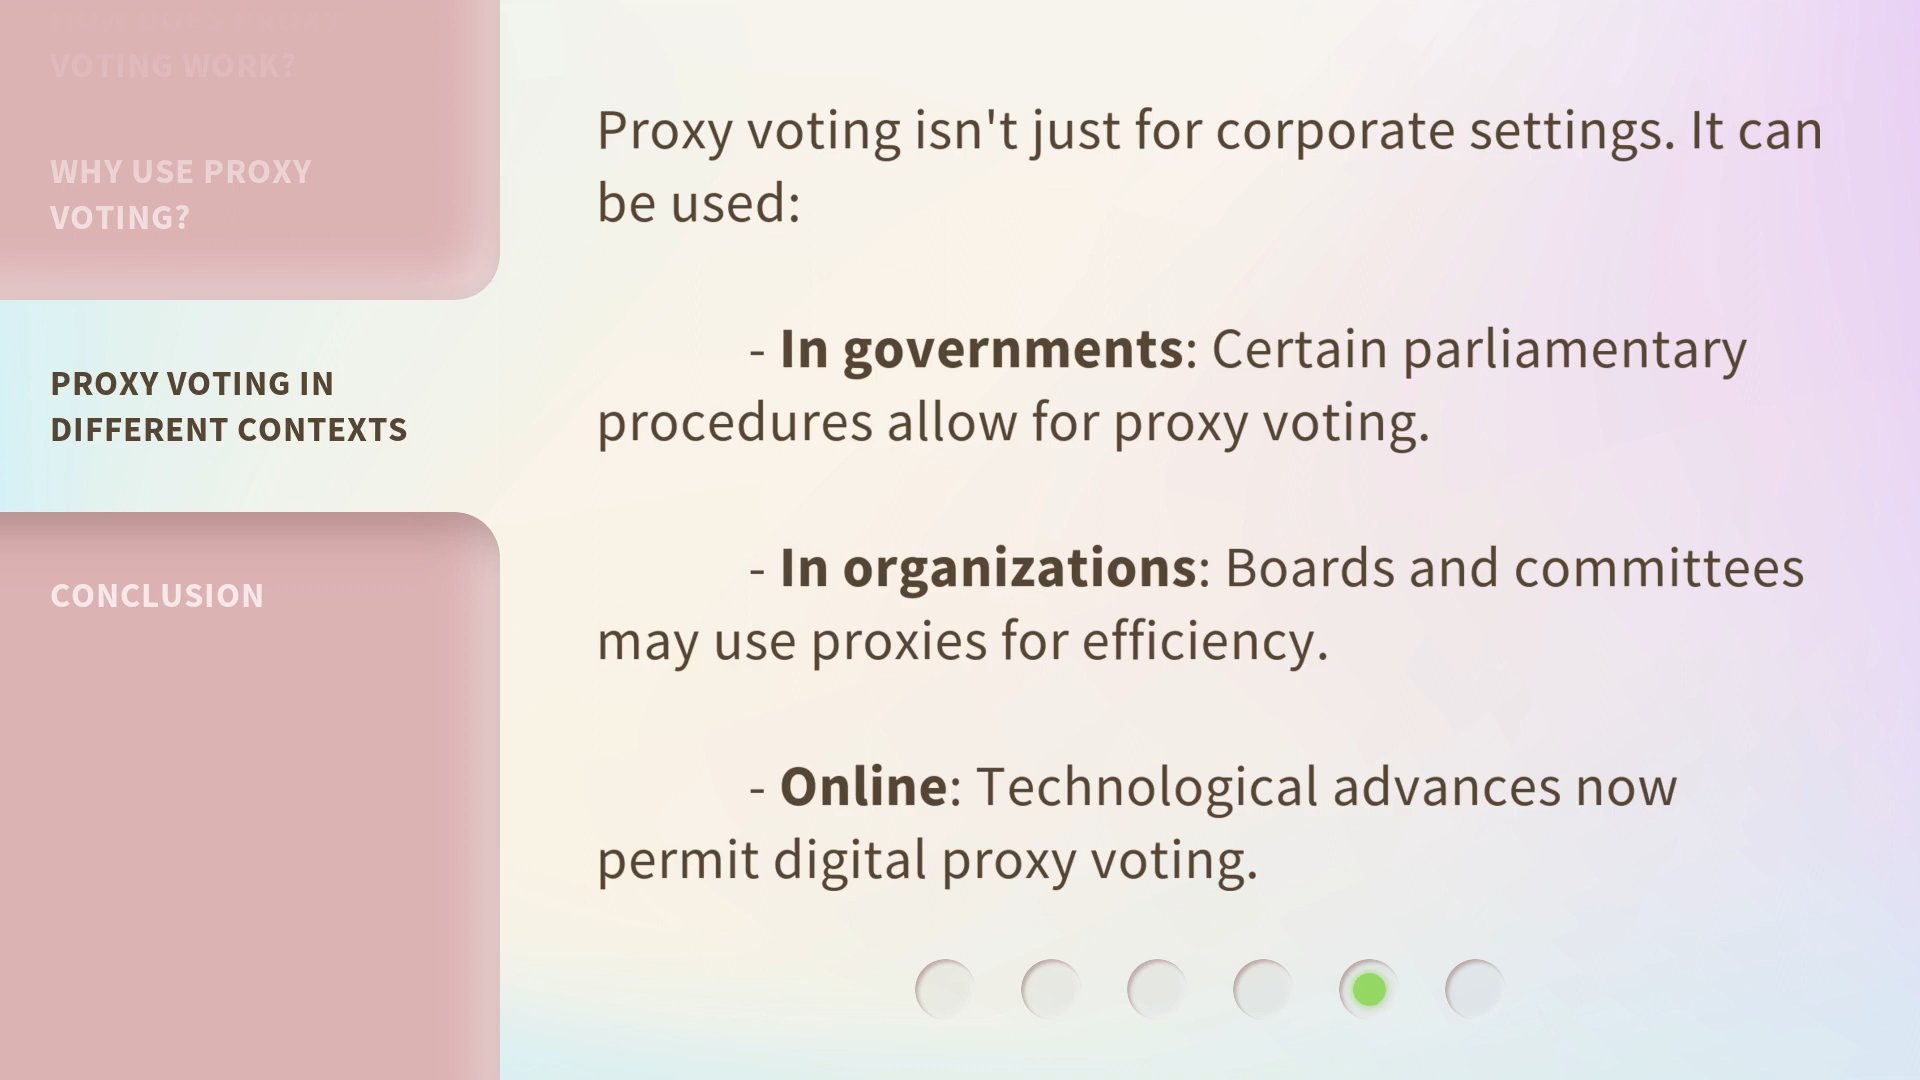 VOTING WORK?
WHY USE PROXY
VOTING?
PROXY VOTING IN
DIFFERENT CONTEXTS
CONCLUSION
Proxy voting isn't just for corporate settings. It can
be used:
- In governments: Certain parliamentary
procedures allow for proxy voting.
- In organizations: Boards and committees
may use proxies for efficiency.
- Online: Technological advances now
permit digital proxy voting.